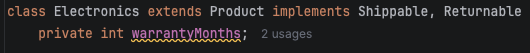 class Electronics extends Product implements Shippable, Returnable
private int warrantyMonths; 2 usages